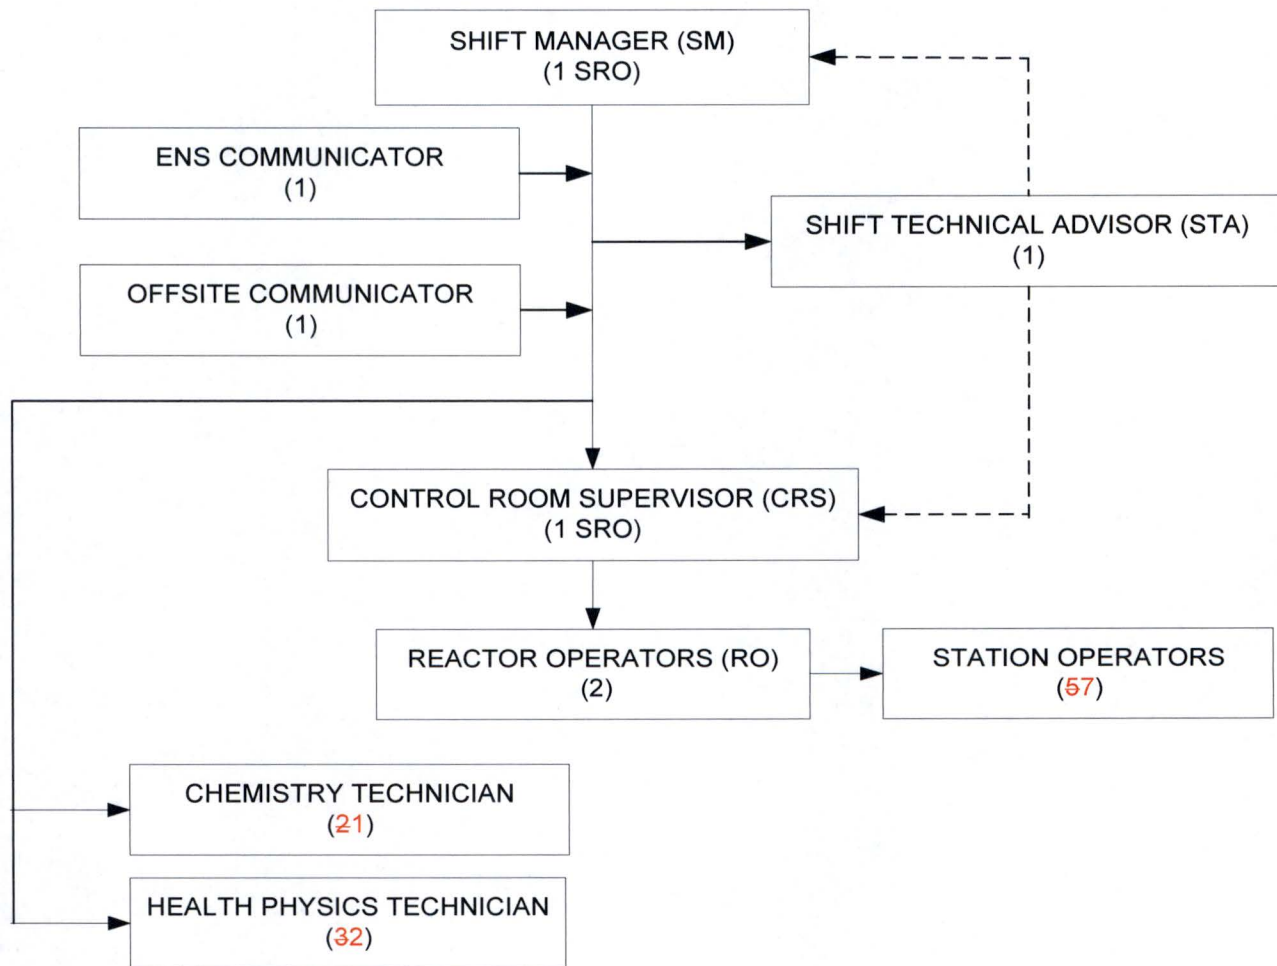 SHIFT MANAGER (SM)
(1 SRO)
ENS COMMUNICATOR
(1)
SHIFT TECHNICAL ADVISOR (STA)
(1)
OFFSITE COMMUNICATOR
(1)
CONTROL ROOM SUPERVISOR (CRS)
(1 SRO)
REACTOR OPERATORS (RO)
(2)
STATION OPERATORS
(57)
CHEMISTRY TECHNICIAN
(21)
HEALTH PHYSICS TECHNICIAN
(32)